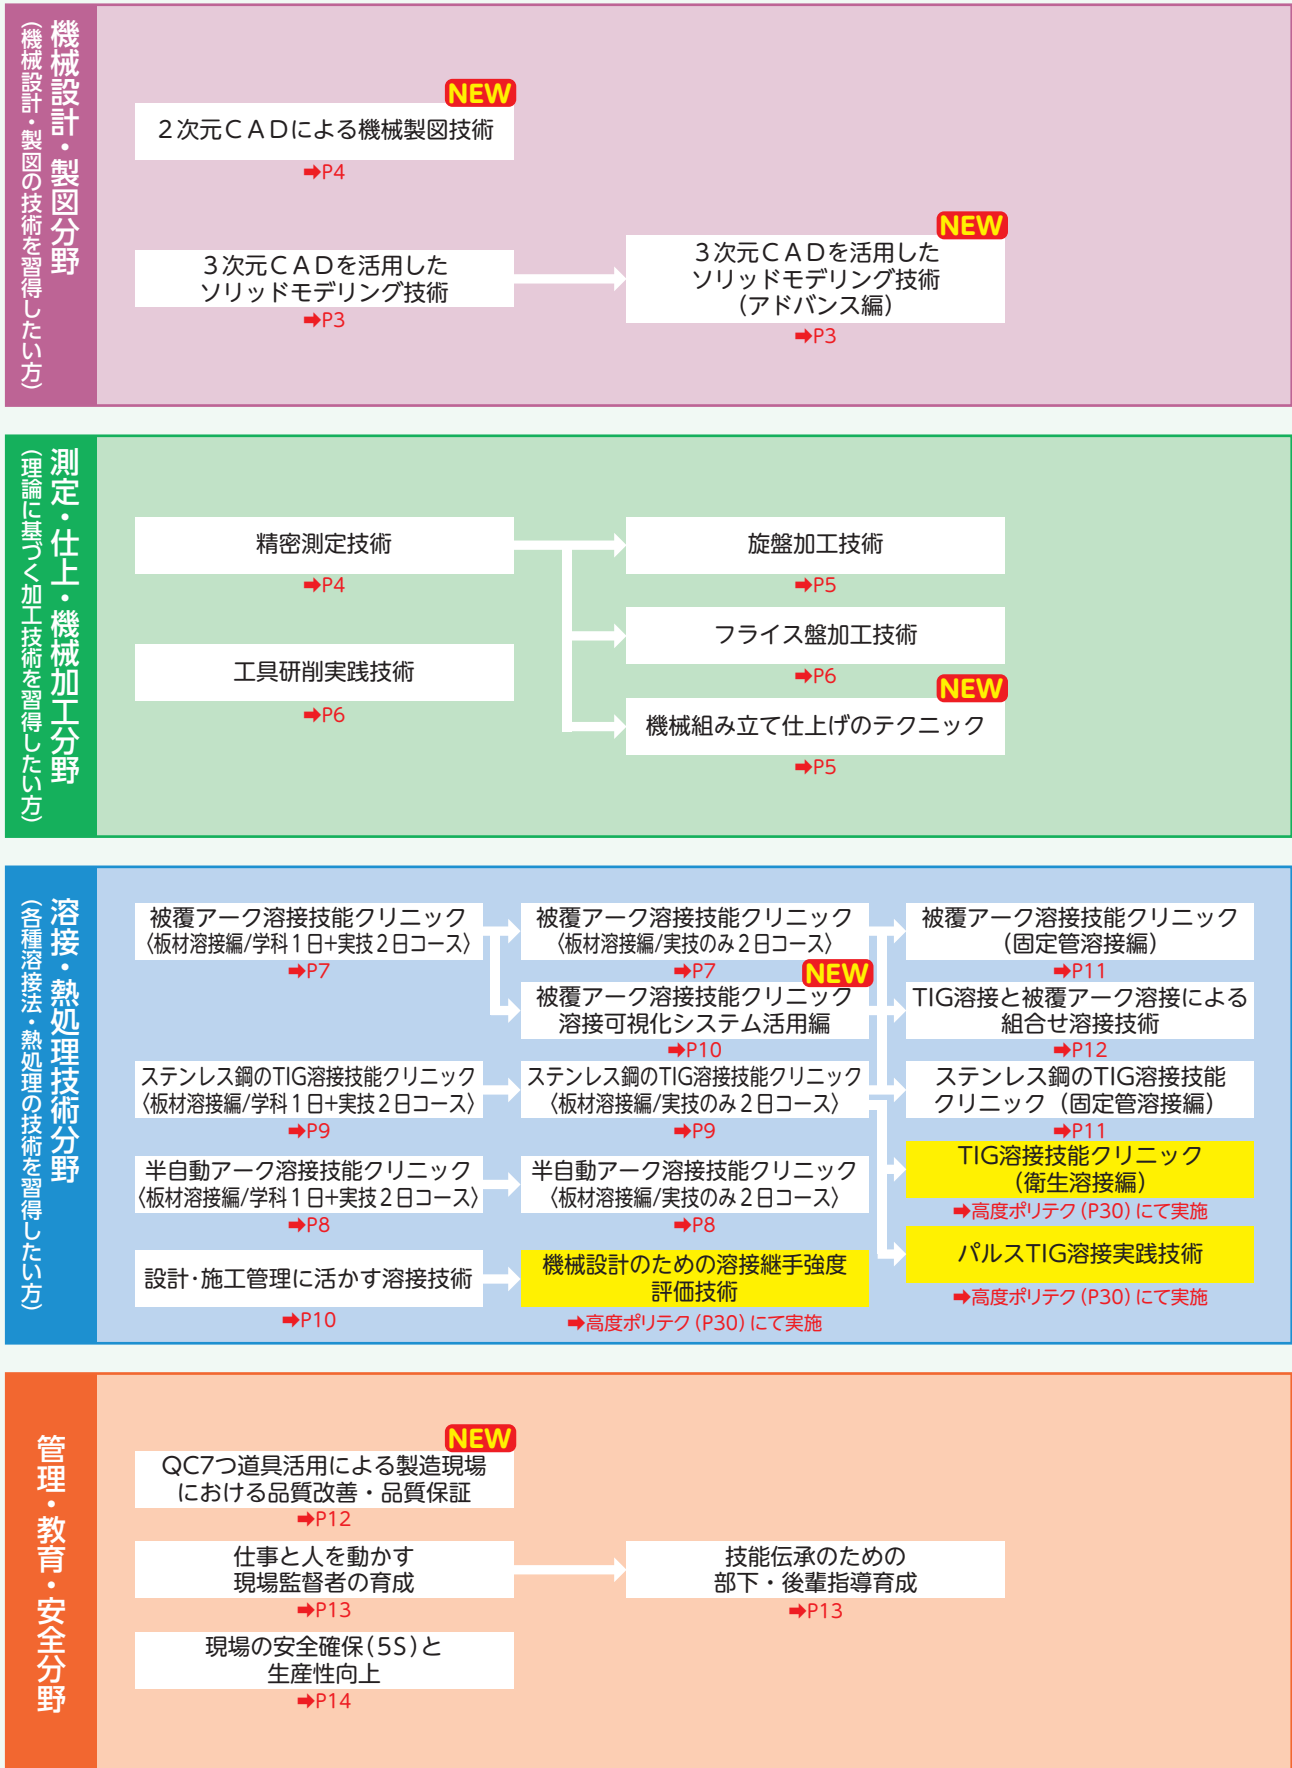 機械設計・製図分野
（機械設計・製図の技術を習得したい方）
NEW
２次元ＣＡＤによる機械製図技術
➡P4
３次元ＣＡＤを活用した
ソリッドモデリング技術
➡P3
NEW
３次元ＣＡＤを活用した
ソリッドモデリング技術
（アドバンス編）
➡P3
測定・仕上・機械加工分野
（理論に基づく加工技術を習得したい方）
精密測定技術
➡P4
旋盤加工技術
➡P5
フライス盤加工技術
➡P6
工具研削実践技術
➡P6
NEW
機械組み立て仕上げのテクニック
➡P5
溶接・熱処理技術分野
（各種溶接法・熱処理の技術を習得したい方）
被覆アーク溶接技能クリニック
〈板材溶接編/学科１日+実技２日コース〉
➡P7
被覆アーク溶接技能クリニック
〈板材溶接編/実技のみ２日コース〉
➡P7
被覆アーク溶接技能クリニック
（固定管溶接編）
➡P11
NEW
被覆アーク溶接技能クリニック
溶接可視化システム活用編
➡P10
TIG溶接と被覆アーク溶接による
組合せ溶接技術
➡P12
ステンレス鋼のTIG溶接技能クリニック
〈板材溶接編/学科１日+実技２日コース〉
➡P9
ステンレス鋼のTIG溶接技能クリニック
〈板材溶接編/実技のみ２日コース〉
➡P9
ステンレス鋼のTIG溶接技能
クリニック（固定管溶接編）
➡P11
半自動アーク溶接技能クリニック
〈板材溶接編/学科１日+実技２日コース〉
➡P8
半自動アーク溶接技能クリニック
〈板材溶接編/実技のみ２日コース〉
➡P8
TIG溶接技能クリニック
（衛生溶接編）
➡高度ポリテク（P30）にて実施
設計・施工管理に活かす溶接技術
➡P10
機械設計のための溶接継手強度
評価技術
➡高度ポリテク（P30）にて実施
パルスTIG溶接実践技術
➡高度ポリテク（P30）にて実施
管理・教育・安全分野
NEW
QC7つ道具活用による製造現場
における品質改善・品質保証
➡P12
仕事と人を動かす
現場監督者の育成
➡P13
技能伝承のための
部下・後輩指導育成
➡P13
現場の安全確保（5S）と
生産性向上
➡P14